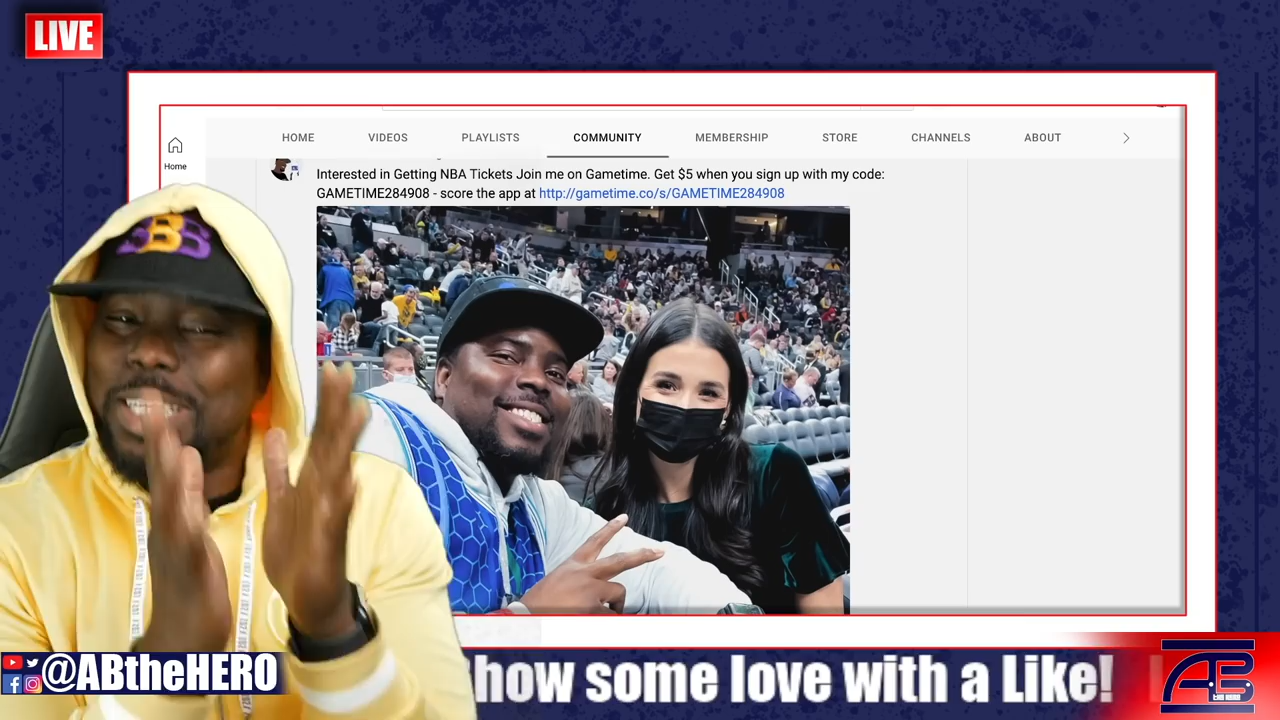 LIVE
HOME VIDEOS PLAYLISTS COMMUNITY MEMBERSHIP STORE CHANNELS ABOUT
Home
Interested in Getting NBA Tickets Join me on Gametime. Get $5 when you sign up with my code:
GAMETIME284908 - score the app at http://gametime.co/s/GAMETIME284908
BBB
@ABtheHERO
how some love with a Like!
AB